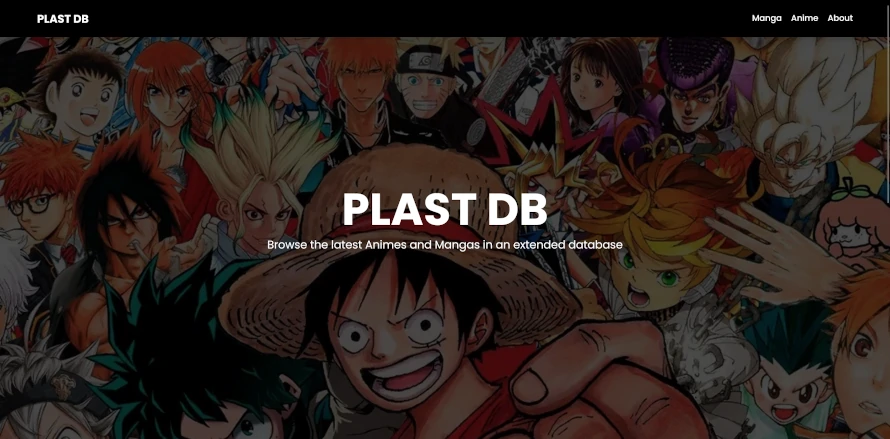 PLAST DB
Manga Anime About
PLAST DB
Browse the latest Animes and Mangas in an extended database